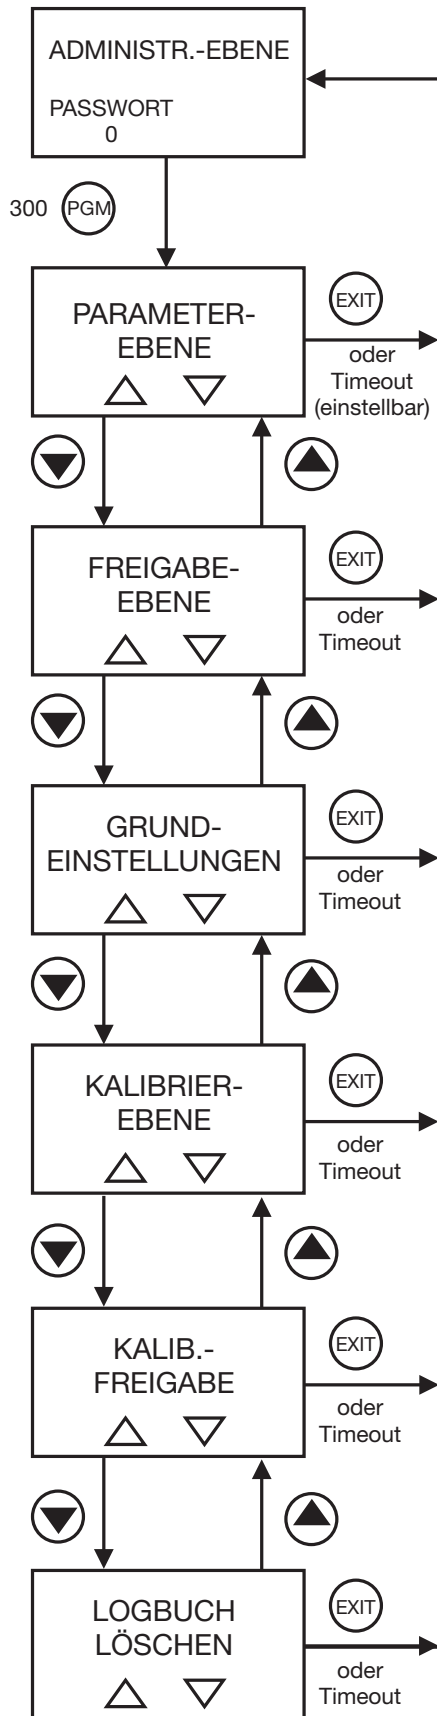 ADMINISTR.-EBENE
PASSWORT
0
300 PGM
PARAMETER-
EBENE
EXIT
oder
Timeout
(einstellbar)
FREIGABE-
EBENE
EXIT
oder
Timeout
GRUND-
EINSTELLUNGEN
EXIT
oder
Timeout
KALIBRIER-
EBENE
EXIT
oder
Timeout
KALIB.-
FREIGABE
EXIT
oder
Timeout
LOGBUCH
LÖSCHEN
EXIT
oder
Timeout